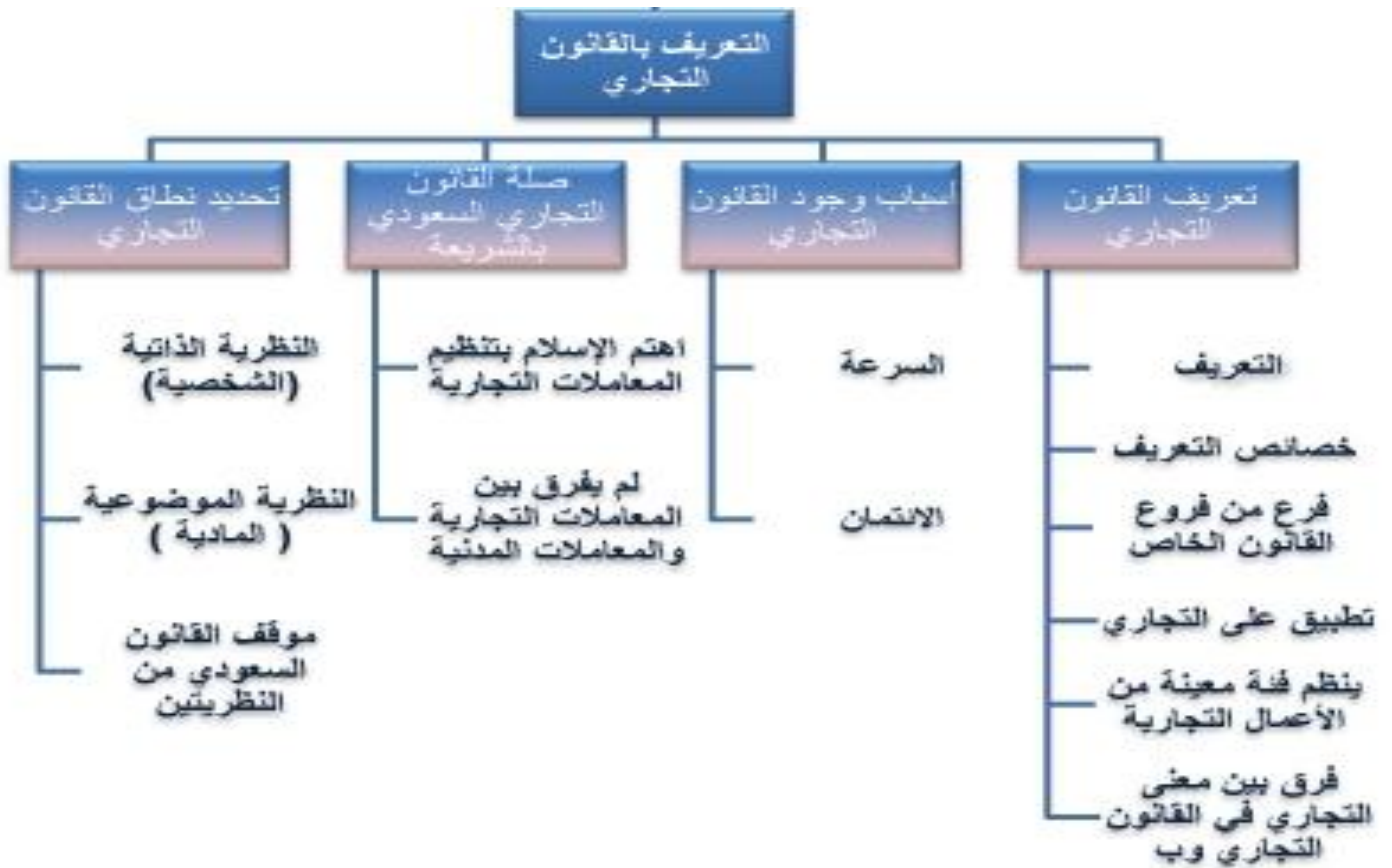 التعريف بالقانون
التجاري
تعريف القانون
التجاري
التعريف
خصائص التعريف
فرع من فروع
القانون الخاص
تطبيق على التجاري
ينظم فئة معينة من
الأعمال التجارية
فرق بين معنى
التجاري في القانون
التجاري وب
أسباب وجود القانون
التجاري
السرعة
الائتمان
صلة القانون
التجاري السعودي
بالشريعة
اهتم الإسلام بتنظيم
المعاملات التجارية
لم يفرق بين
المعاملات التجارية
والمعاملات المدنية
تحديد نطاق القانون
التجاري
النظرية الذاتية
(الشخصية)
النظرية الموضوعية
( المادية )
موقف القانون
السعودي من
النظريتين